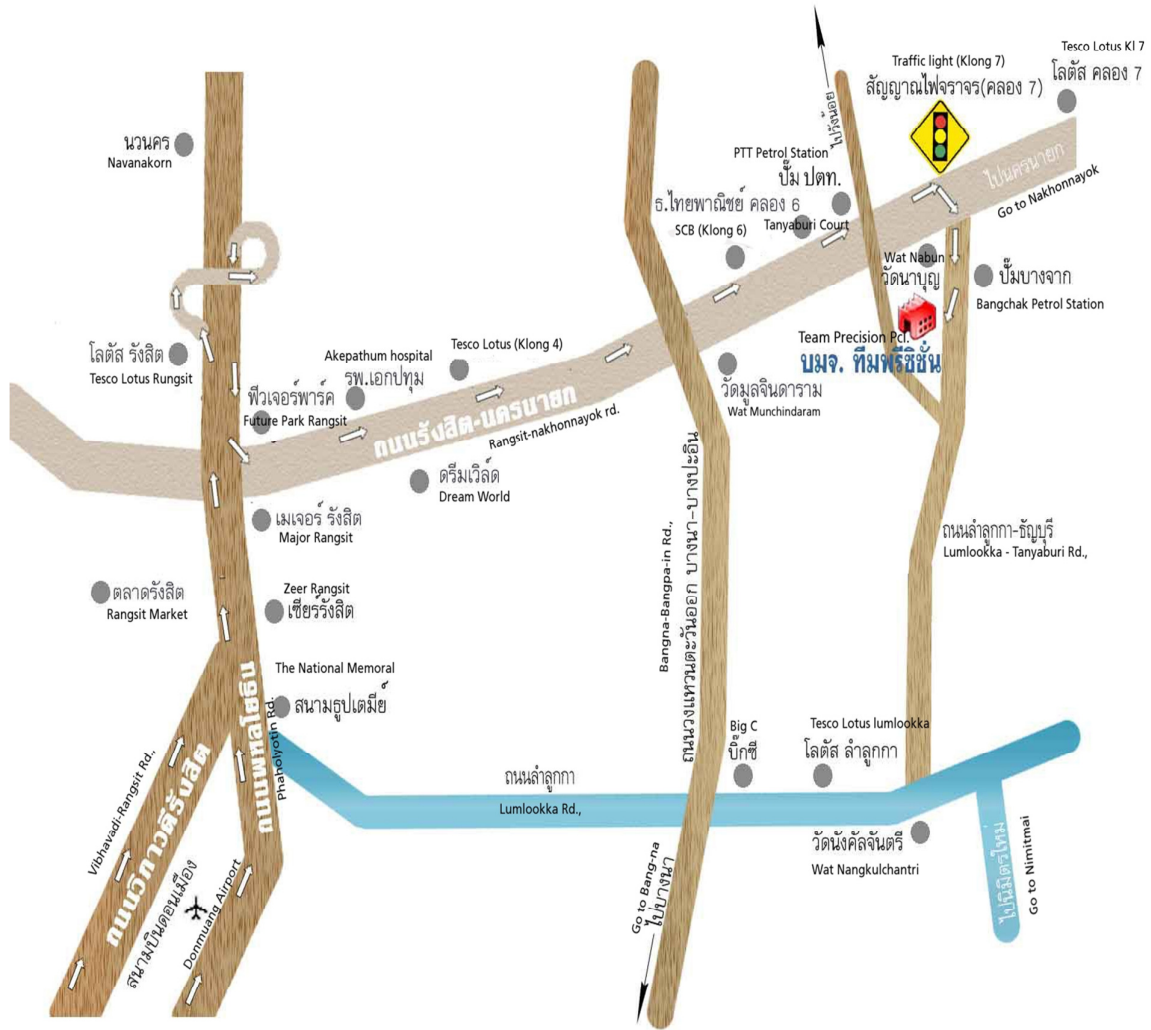 Tesco Lotus Kl 7
โลตัส คลอง 7
Traffic light (Klong 7)
สัญญาณไฟจราจร(คลอง 7)
ไปวังน้อย
นวนคร
Navanakorn
PTT Petrol Station
ปั๊ม ปตท.
ไปนครนายก
Go to Nakhonnayok
ธ.ไทยพาณิชย์ คลอง 6
SCB (Klong 6)
Tanyaburi Court
Wat Nabun
วัดนาบุญ
ปั๊มบางจาก
Bangchak Petrol Station
Team Precision Pcl.
บมจ. ทีมพรีซิชั่น
โลตัส รังสิต
Tesco Lotus Rungsit
Akepathum hospital
รพ.เอกปทุม
Tesco Lotus (Klong 4)
ฟิวเจอร์พาร์ค
Future Park Rangsit
ถนนรังสิต-นครนายก
Rangsit-nakhonnayok rd.
วัดมูลจินดาราม
Wat Munchindaram
ดรีมเวิล์ด
Dream World
เมเจอร์ รังสิต
Major Rangsit
ถนนลำลูกกา-ธัญบุรี
Lumlookka - Tanyaburi Rd.,
ตลาดรังสิต
Rangsit Market
Zeer Rangsit
เซียร์รังสิต
Bangna-Bangpa-in Rd.,
ถนนวงแหวนตะวันออก บางนา-บางปะอิน
The National Memoral
สนามธูปเตมีย์
ถนนพหลโยธิน
Phaholyotin Rd.
Vibhavadi-Rangsit Rd.,
ถนนวิภาวดีรังสิต
สนามบินดอนเมือง
Donmuang Airport
ถนนลำลูกกา
Lumlookka Rd.,
Big C
บิ๊กซี
Tesco Lotus lumlookka
โลตัส ลำลูกกา
วัดนังคัลจันตรี
Wat Nangkulchantri
ไปนิมิตรใหม่
Go to Nimitmai
Go to Bang-na
ไปบางนา